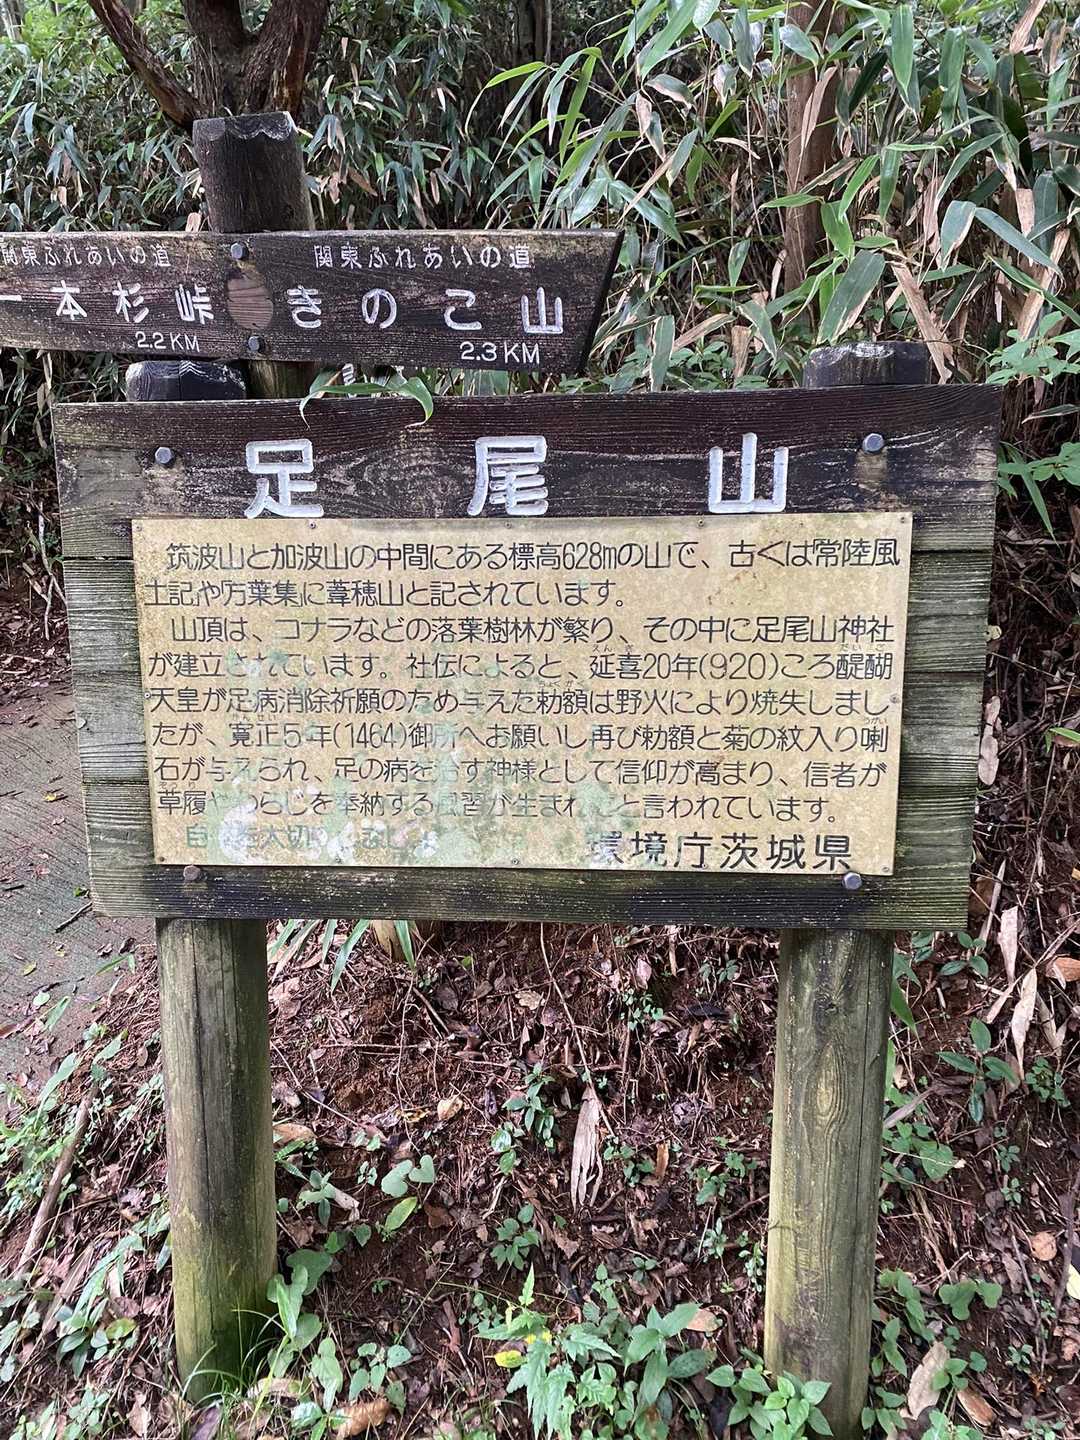 関東ふれあいの道
関東ふれあいの道
一本杉峠
きのこ山
2.2KM
2.3KM
足尾山
筑波山と加波山の中間にある標高628mの山で、古くは「常陸風
土記」や「万葉集」に葦穂山と記されています。
山頂は、コナラなどの落葉樹林が繁り、その中に足尾山神社
が建立されています。社伝によると、延喜20年(920)ころ醍醐
天皇が足病消除祈願のため与えた勅額は野火により焼失しまし
たが、寛正5年(1464)御所へお願いし再び勅額と菊の紋入り喇
石が与えられ、足の病を治す神様として信仰が高まり、信者が
草履やわらじを奉納する風習が生まれたと言われています。
環境庁茨城県